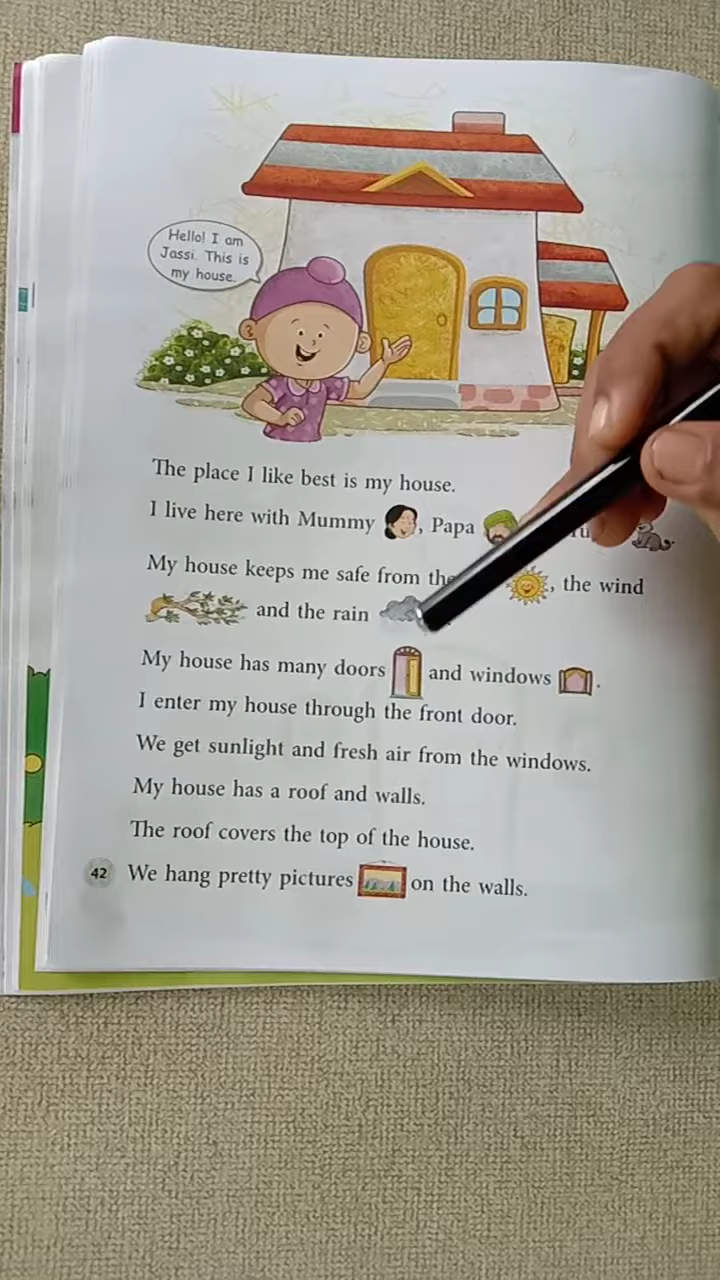 Hello! I am
Jassi. This is
my house.
The place I like best is my house.
I live here with Mummy , Papa
My house keeps me safe from the , the wind
and the rain
My house has many doors and windows .
I enter my house through the front door.
We get sunlight and fresh air from the windows.
My house has a roof and walls.
The roof covers the top of the house.
42 We hang pretty pictures on the walls.